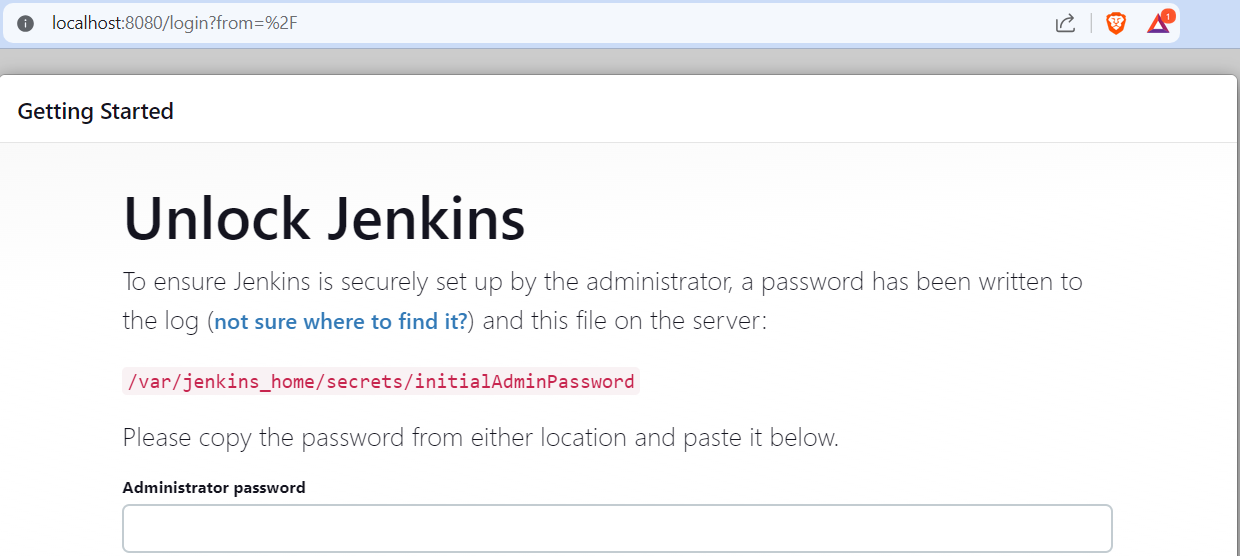 localhost:8080/login?from=%2F
1
Getting Started
Unlock Jenkins
To ensure Jenkins is securely set up by the administrator, a password has been written to
the log (not sure where to find it?) and this file on the server:
/var/jenkins_home/secrets/initialAdminPassword
Please copy the password from either location and paste it below.
Administrator password